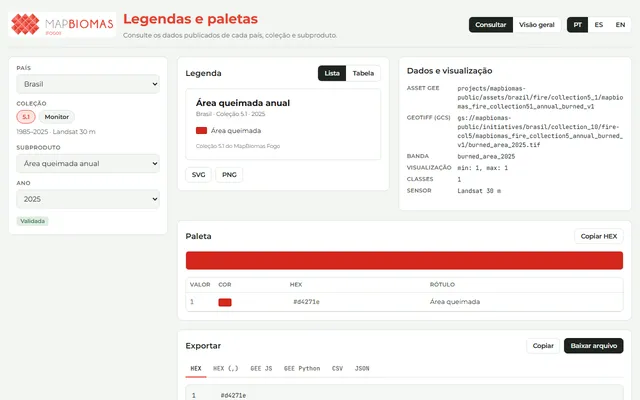 MAPBIOMAS
FOGO
Legendas e paletas
Consulte os dados publicados de cada país, coleção e subproduto.
Consultar
Visão geral
PT
ES
EN
PAÍS
Brasil
COLEÇÃO
5.1
Monitor
1985–2025 · Landsat 30 m
SUBPRODUTO
Área queimada anual
ANO
2025
Validada
Legenda
Lista
Tabela
Área queimada anual
Brasil · Coleção 5.1 · 2025
Área queimada
Coleção 5.1 do MapBiomas Fogo
SVG
PNG
Dados e visualização
ASSET GEE
projects/mapbiomas-
public/assets/brazil/fire/collection5_1/mapbio
mas_fire_collection51_annual_burned_v1
GEOTIFF (GCS)
gs://mapbiomas-
public/initiatives/brasil/collection_10/fire-
col5/mapbiomas_fire_collection5_annual_burned_
v1/burned_area_2025.tif
BANDA
burned_area_2025
VISUALIZAÇÃO
min: 1, max: 1
CLASSES
1
SENSOR
Landsat 30 m
Paleta
Copiar HEX
VALOR COR HEX RÓTULO
1 #d4271e Área queimada
Exportar
Copiar
Baixar arquivo
HEX
HEX (,)
GEE JS
GEE Python
CSV
JSON
1 #d4271e